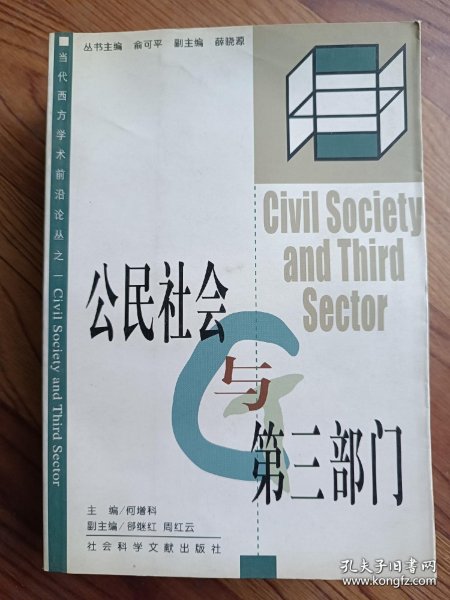 丛书主编 俞可平 副主编 薛晓源
当代西方学术前沿论丛之一 Civil Society and Third Sector
Civil Society
and Third
Sector
公民社会
与
第三部门
主 编/何增科
副主编/郤继红 周红云
社会科学文献出版社
孔夫子旧书网
www.kongfz.com